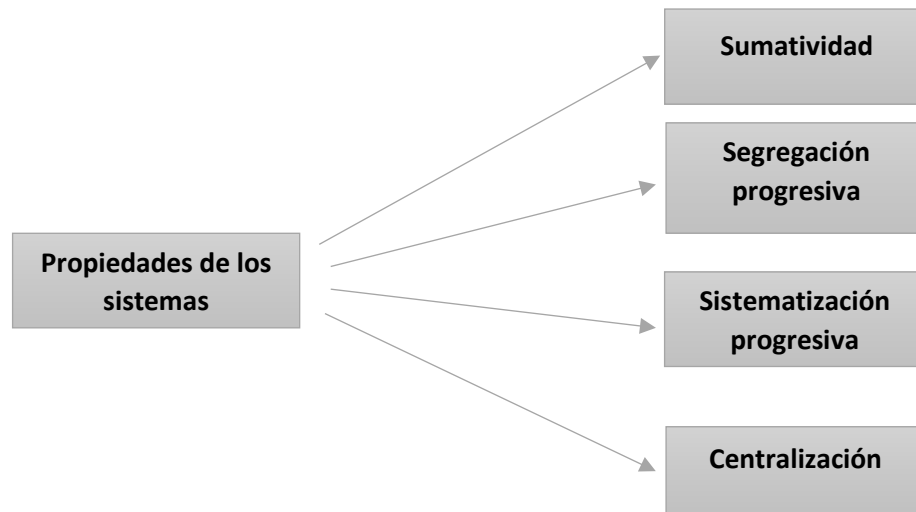 Sumatividad
Segregación
progresiva
Propiedades de los
sistemas
Sistematización
progresiva
Centralización